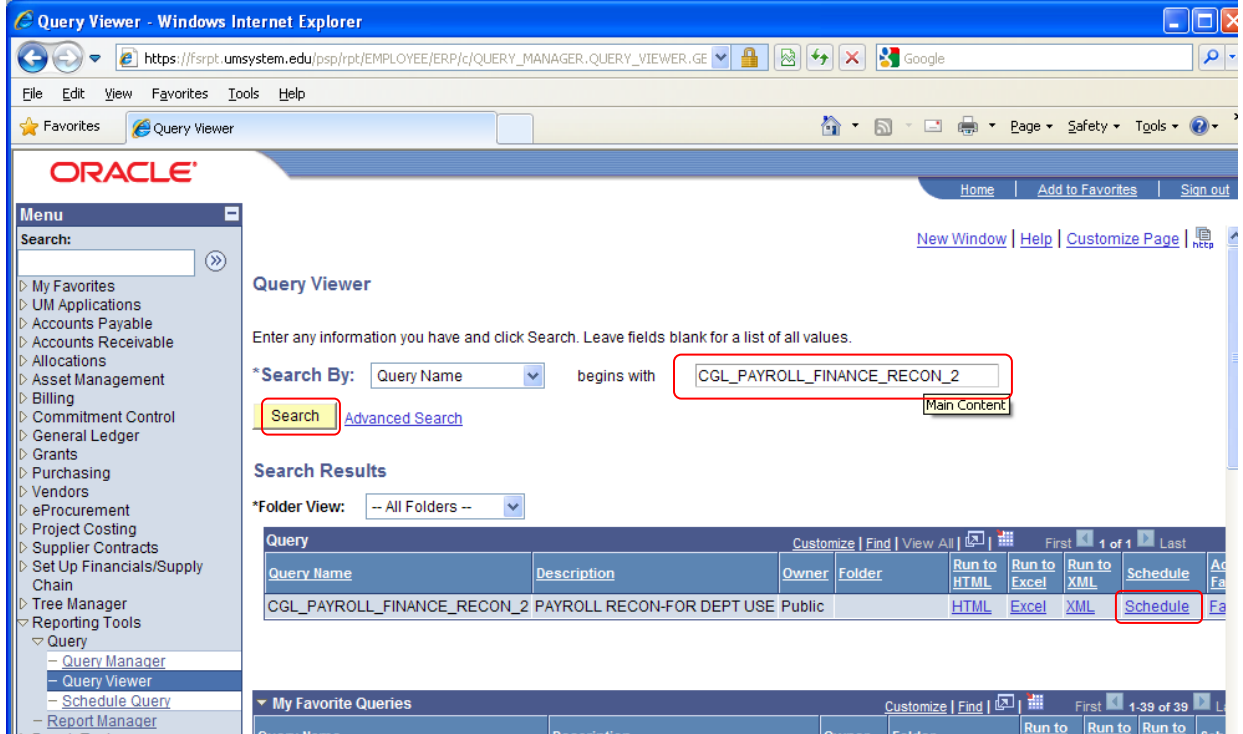 Query Viewer - Windows Internet Explorer
https://fsrpt.umsystem.edu/psp/rpt/EMPLOYEE/ERP/c/QUERY_MANAGER.QUERY_VIEWER.GE
Google
File Edit View Favorites Tools Help
Favorites Query Viewer Page Safety Tools
ORACLE
Home | Add to Favorites | Sign out
Menu
Search:
New Window | Help | Customize Page | http
My Favorites
UM Applications
Accounts Payable
Accounts Receivable
Allocations
Asset Management
Billing
Commitment Control
General Ledger
Grants
Purchasing
Vendors
eProcurement
Project Costing
Supplier Contracts
Set Up Financials/Supply
Chain
Tree Manager
Reporting Tools
Query
Query Manager
Query Viewer
Schedule Query
Report Manager
Query Viewer
Enter any information you have and click Search. Leave fields blank for a list of all values.
*Search By: Query Name begins with CGL_PAYROLL_FINANCE_RECON_2
Main Content
Search Advanced Search
Search Results
*Folder View: -- All Folders --
Query Customize | Find | View All | First 1 of 1 Last
Query Name Description Owner Folder Run to HTML Run to Excel Run to XML Schedule
CGL_PAYROLL_FINANCE_RECON_2 PAYROLL RECON-FOR DEPT USE Public HTML Excel XML Schedule Fa
My Favorite Queries Customize | Find | First 1-39 of 39
Query Name Description Owner Folder Run to Run to Run to